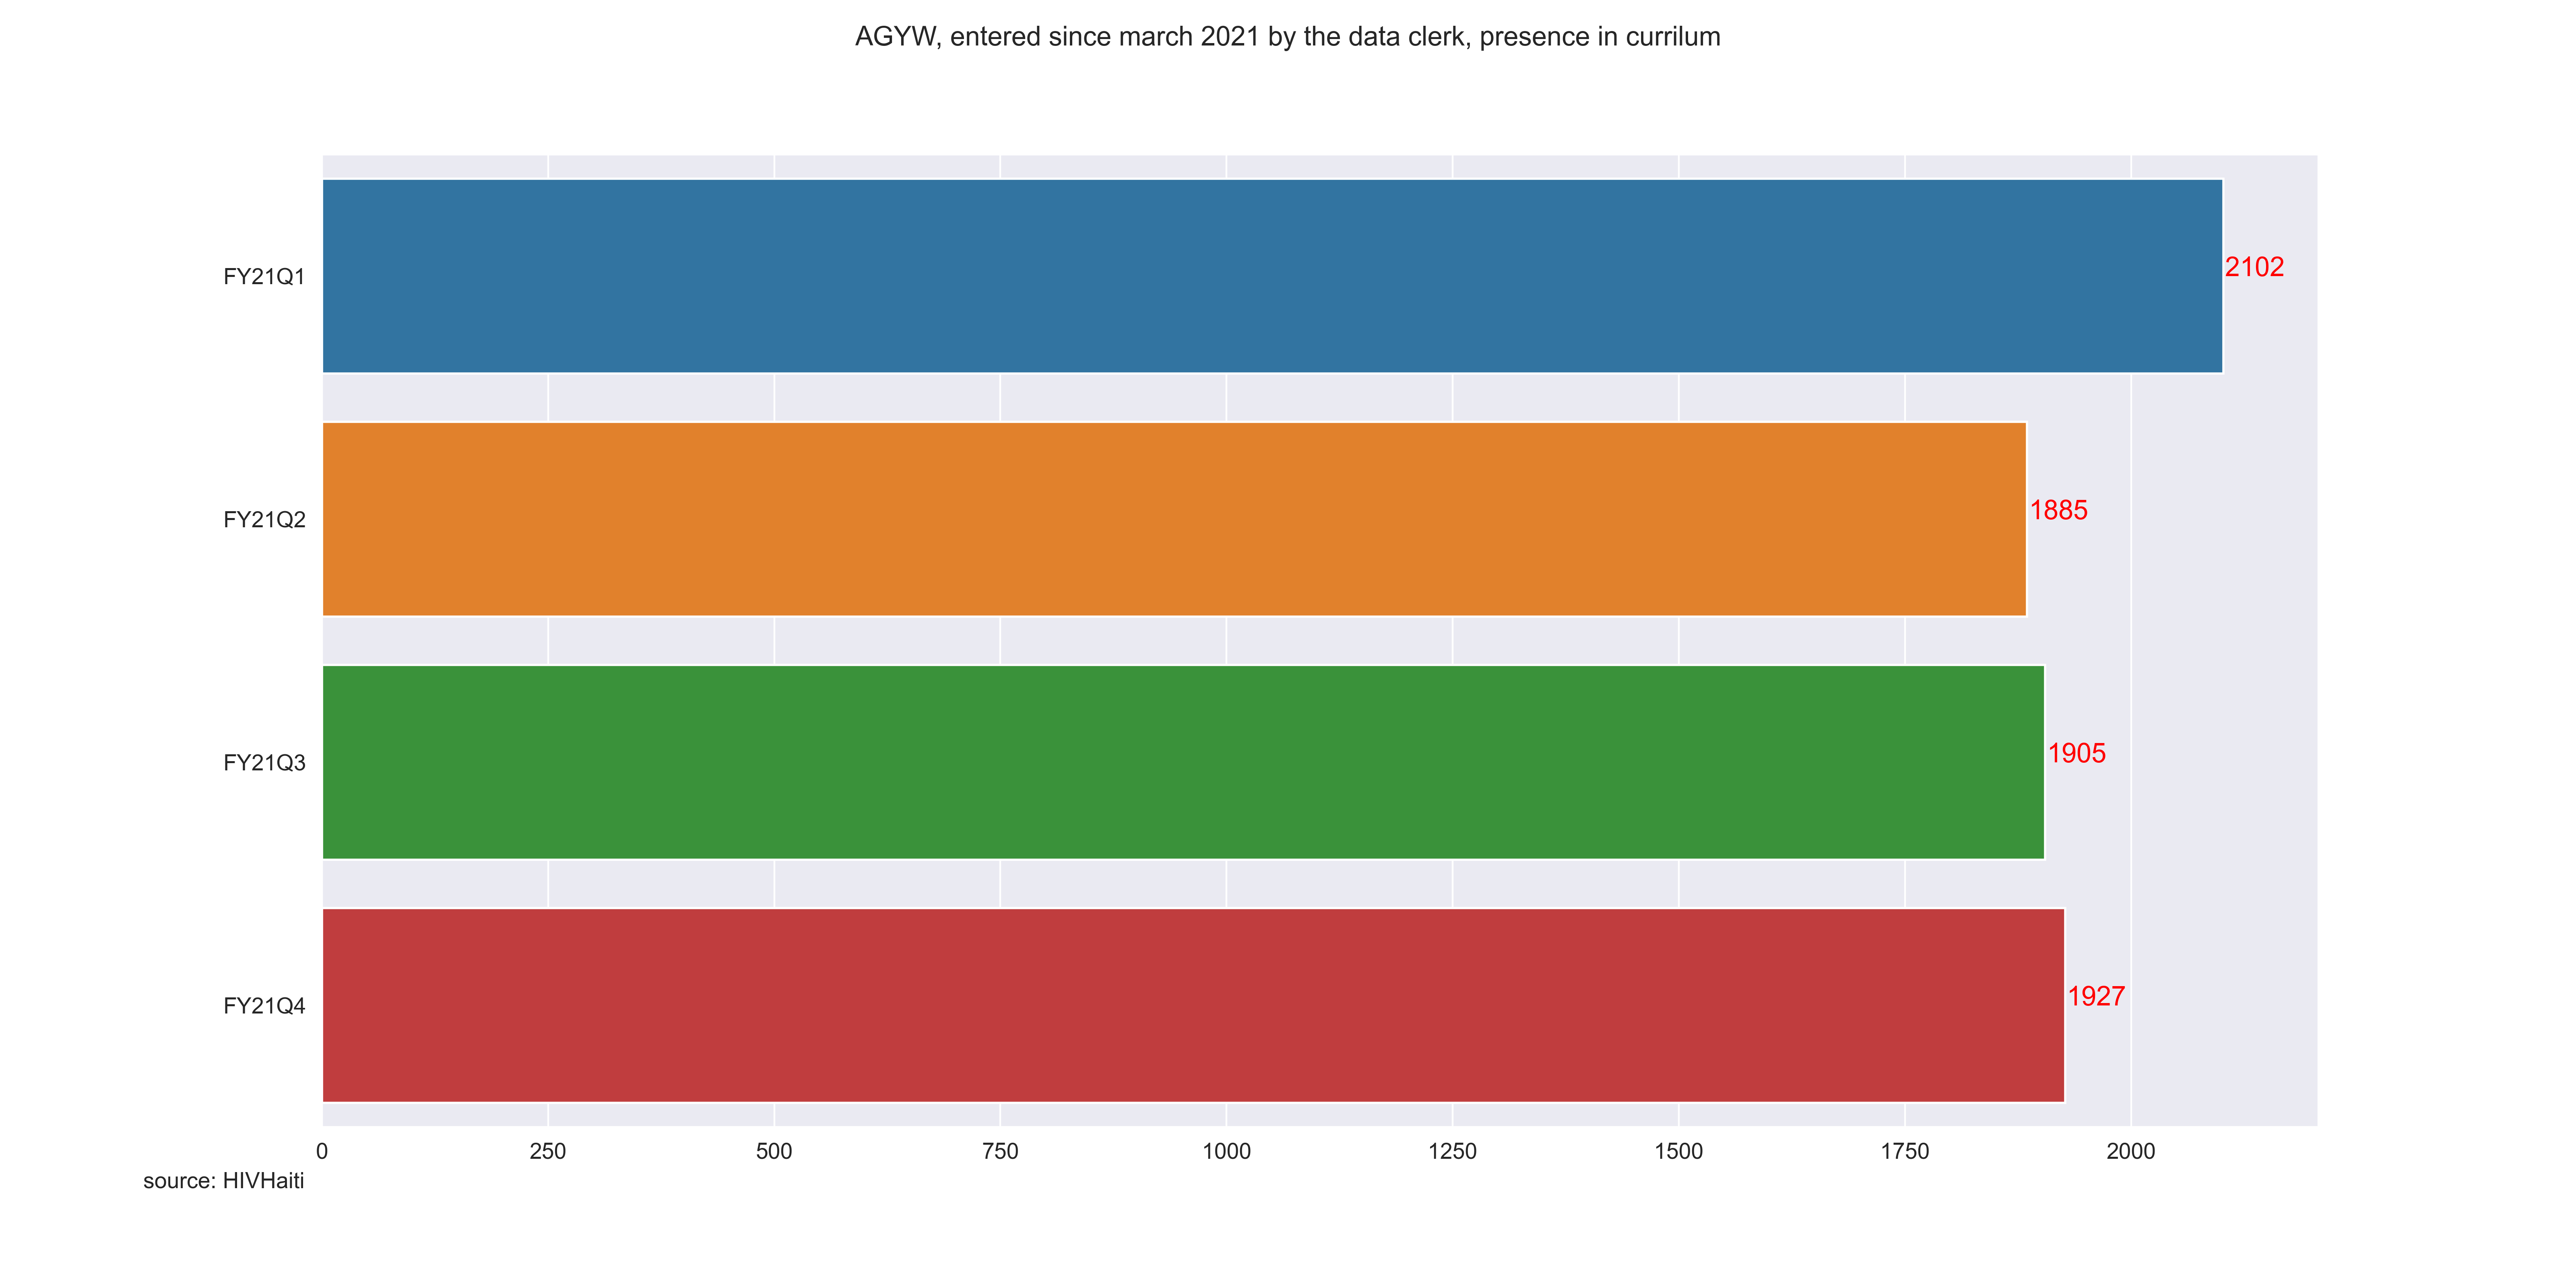 AGYW, entered since march 2021 by the data clerk, presence in currilum
FY21Q1
2102
FY21Q2
1885
FY21Q3
1905
FY21Q4
1927
0 250 500 750 1000 1250 1500 1750 2000
source: HIVHaiti